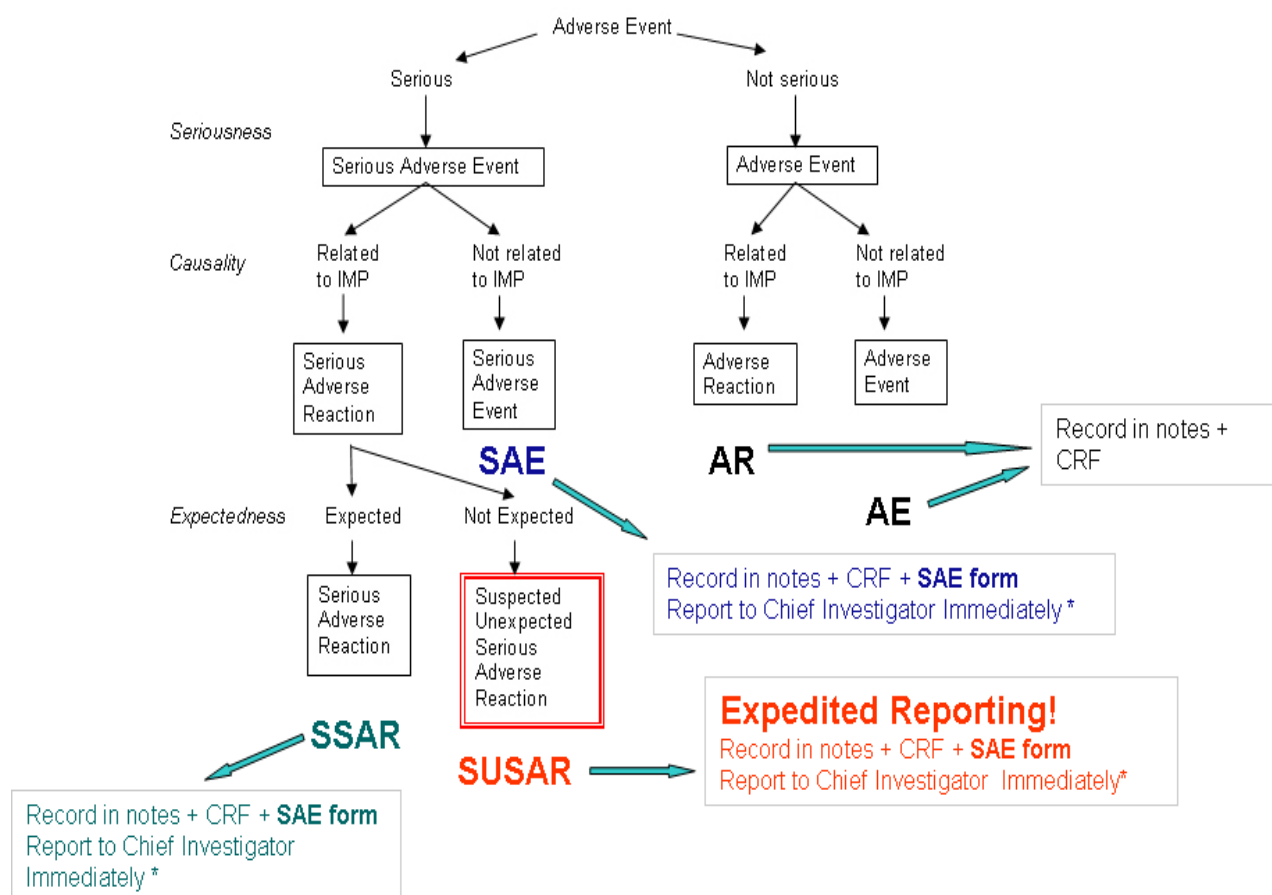 Adverse Event
Serious
Not serious
Seriousness
Serious Adverse Event
Adverse Event
Causality
Related
to IMP
Not related
to IMP
Related
to IMP
Not related
to IMP
Serious
Adverse
Reaction
Serious
Adverse
Event
Adverse
Reaction
Adverse
Event
SAE
AR
AE
Record in notes +
CRF
Expectedness
Expected
Not Expected
Record in notes + CRF + SAE form
Report to Chief Investigator Immediately *
Serious
Adverse
Reaction
Suspected
Unexpected
Serious
Adverse
Reaction
SSAR
SUSAR
Expedited Reporting!
Record in notes + CRF + SAE form
Report to Chief Investigator Immediately*
Record in notes + CRF + SAE form
Report to Chief Investigator
Immediately *